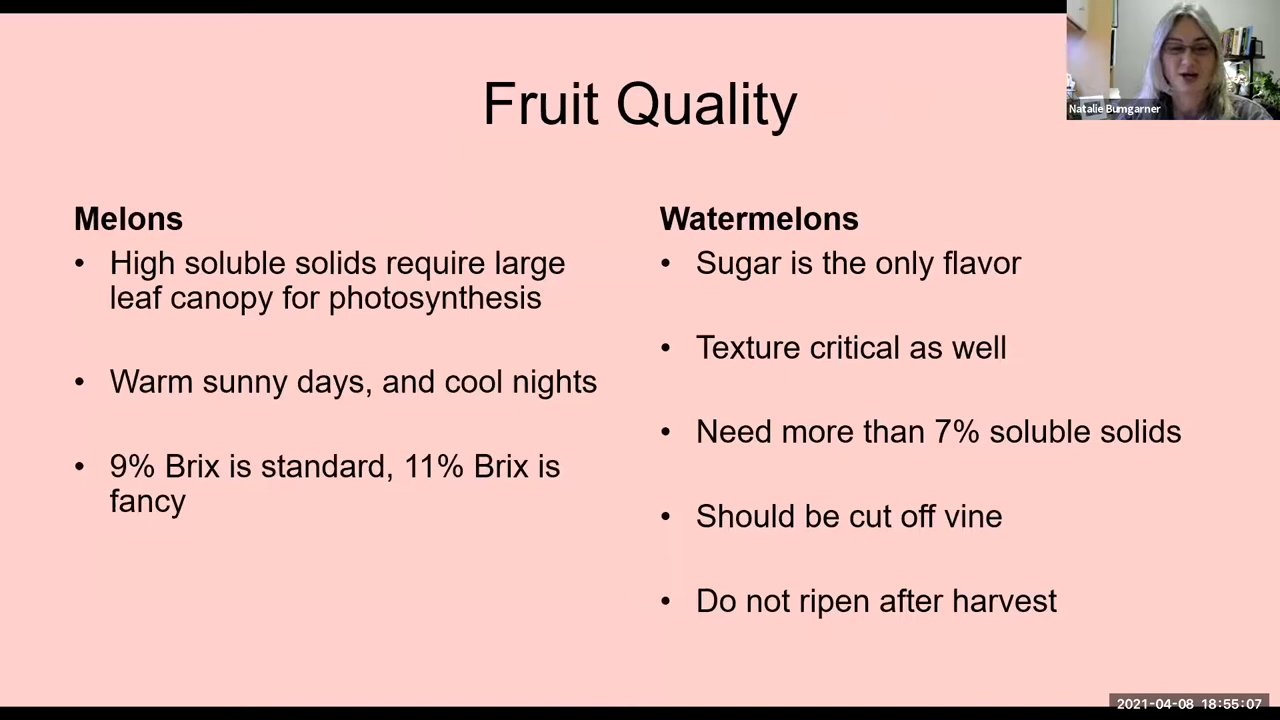 Fruit Quality
Natalie Bumgarner
Melons
• High soluble solids require large
leaf canopy for photosynthesis
• Warm sunny days, and cool nights
• 9% Brix is standard, 11% Brix is
fancy
Watermelons
• Sugar is the only flavor
• Texture critical as well
• Need more than 7% soluble solids
• Should be cut off vine
• Do not ripen after harvest
2021-04-08 18:55:07